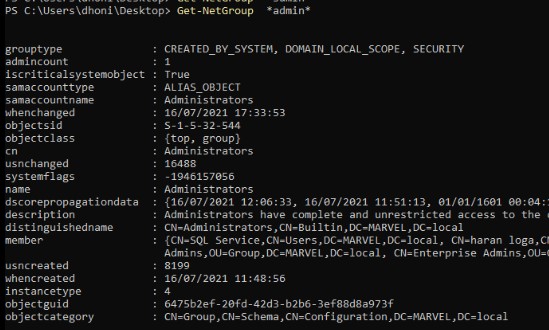 PS C:\Users\dhoni\Desktop> Get-NetGroup *admin*
grouptype : CREATED_BY_SYSTEM, DOMAIN_LOCAL_SCOPE, SECURITY
admincount : 1
iscriticalsystemobject : True
samaccounttype : ALIAS_OBJECT
samaccountname : Administrators
whenchanged : 16/07/2021 17:33:53
objectsid : S-1-5-32-544
objectclass : {top, group}
cn : Administrators
usnchanged : 16488
systemflags : -1946157056
name : Administrators
dscorepropagationdata : {16/07/2021 12:06:33, 16/07/2021 11:51:13, 01/01/1601 00:04:
description : Administrators have complete and unrestricted access to the
distinguishedname : CN=Administrators,CN=Builtin,DC=MARVEL,DC=local
member : {CN=SQL Service,CN=Users,DC=MARVEL,DC=local, CN=haran loga,C
Admins,OU=Group,DC=MARVEL,DC=local, CN=Enterprise Admins,OU=
usncreated : 8199
whencreated : 16/07/2021 11:48:56
instancetype : 4
objectguid : 6475b2ef-20fd-42d3-b2b6-3ef88d8a973f
objectcategory : CN=Group,CN=Schema,CN=Configuration,DC=MARVEL,DC=local